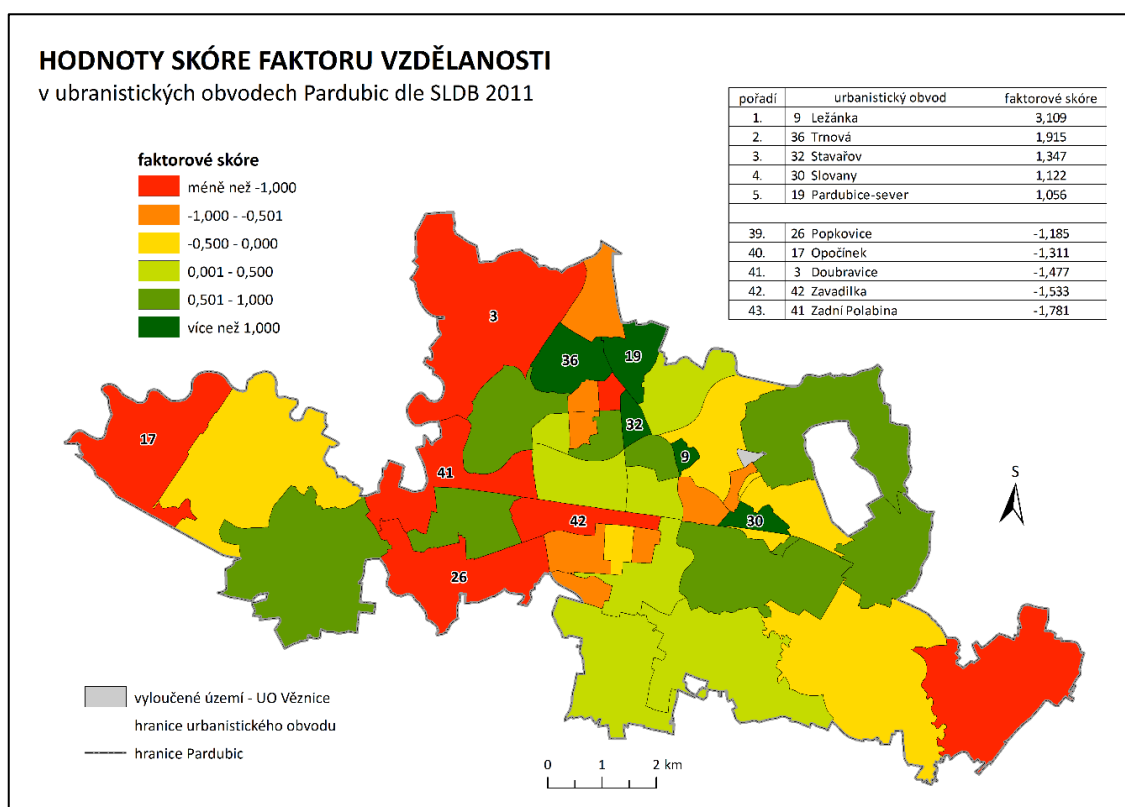 HODNOTY SKÓRE FAKTORU VZDĚLANOSTI
v ubranistických obvodech Pardubic dle SLDB 2011
pořadí urbanistický obvod faktorové skóre
1. 9 Ležánka 3,109
2. 36 Trnová 1,915
3. 32 Stavařov 1,347
4. 30 Slovany 1,122
5. 19 Pardubice-sever 1,056
39. 26 Popkovice -1,185
40. 17 Opočínek -1,311
41. 3 Doubravice -1,477
42. 42 Zavadilka -1,533
43. 41 Zadní Polabina -1,781
faktorové skóre
méně než -1,000
-1,000 - -0,501
-0,500 - 0,000
0,001 - 0,500
0,501 - 1,000
více než 1,000
3
36
19
32
17
9
41
30
42
26
S
vyloučené území - UO Věznice
hranice urbanistického obvodu
hranice Pardubic
0 1 2 km